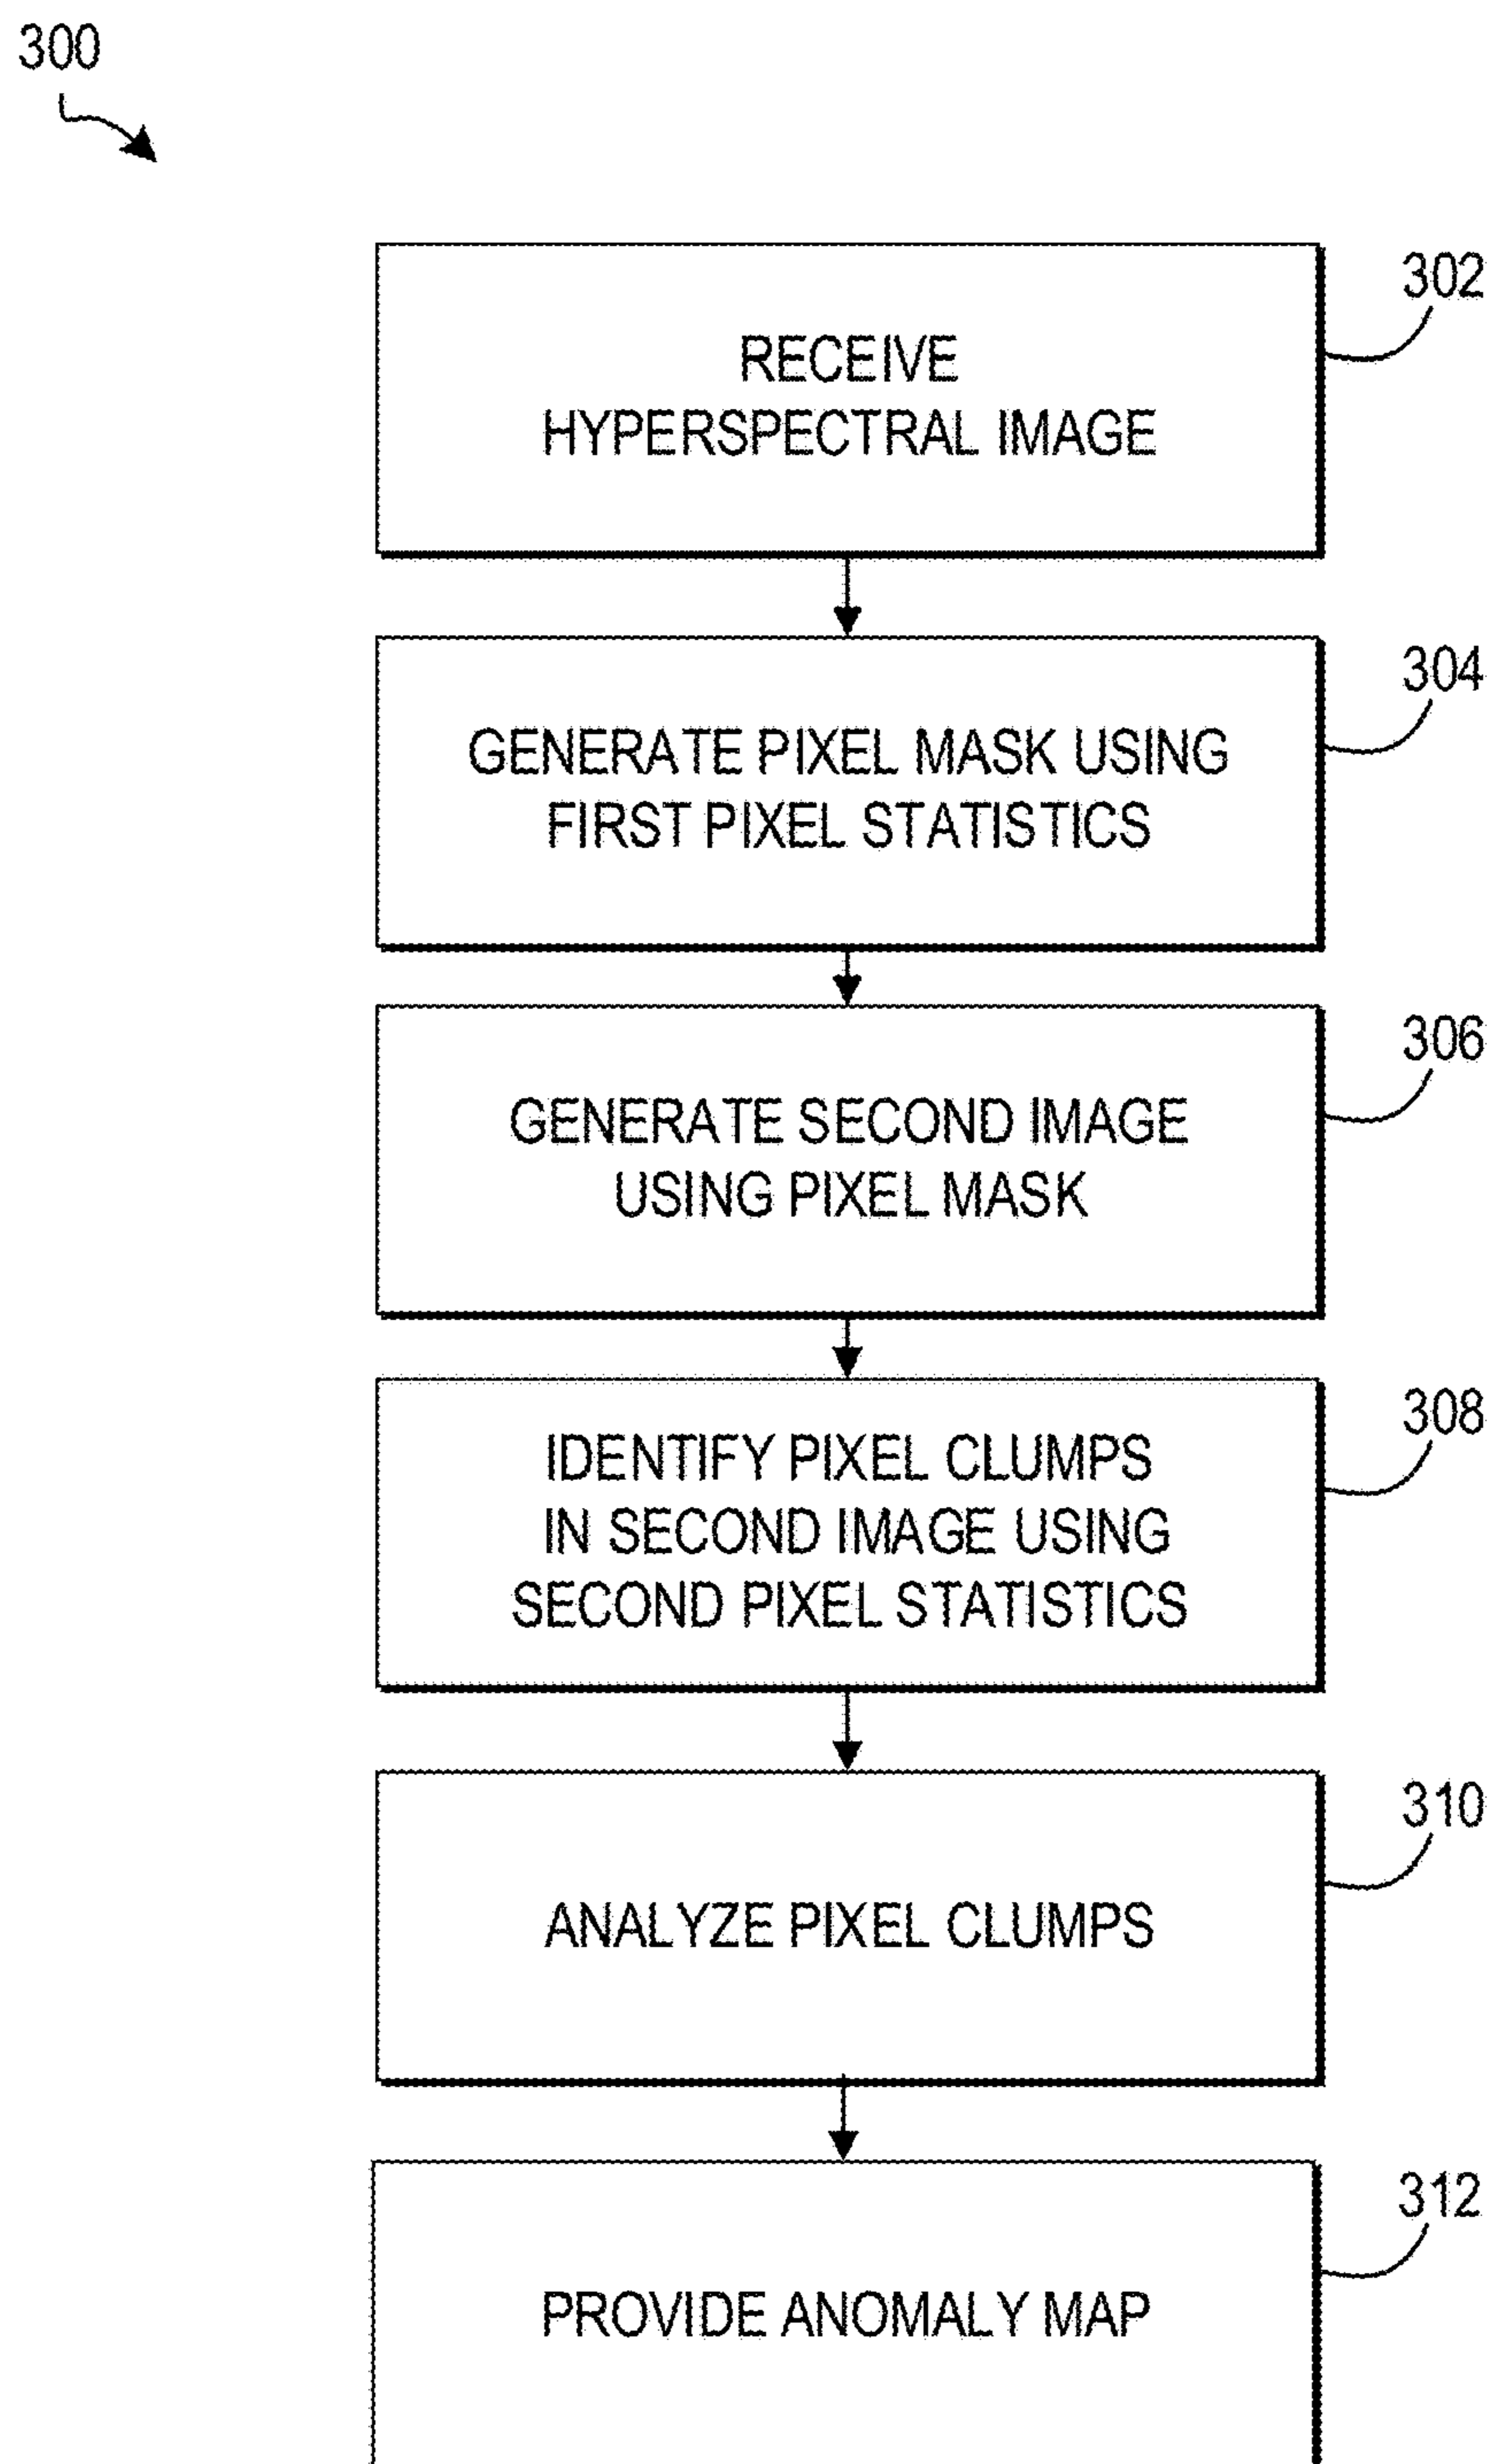 300
302
RECEIVE
HYPERSPECTRAL IMAGE
304
GENERATE PIXEL MASK USING
FIRST PIXEL STATISTICS
306
GENERATE SECOND IMAGE
USING PIXEL MASK
308
IDENTIFY PIXEL CLUMPS
IN SECOND IMAGE USING
SECOND PIXEL STATISTICS
310
ANALYZE PIXEL CLUMPS
312
PROVIDE ANOMALY MAP